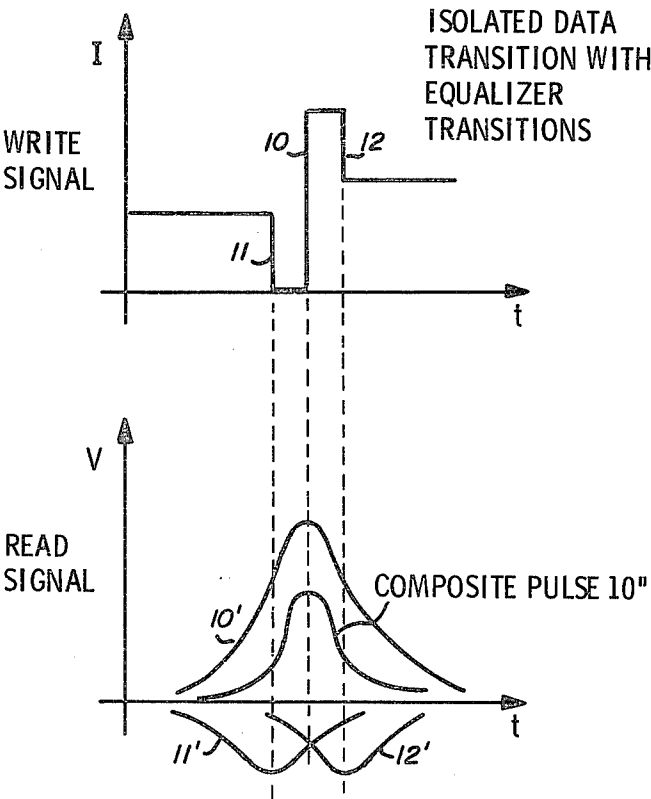 ISOLATED DATA
TRANSITION WITH
EQUALIZER
TRANSITIONS
I
WRITE
SIGNAL
10
12
11
t
V
READ
SIGNAL
COMPOSITE PULSE 10"
10'
t
11'
12'